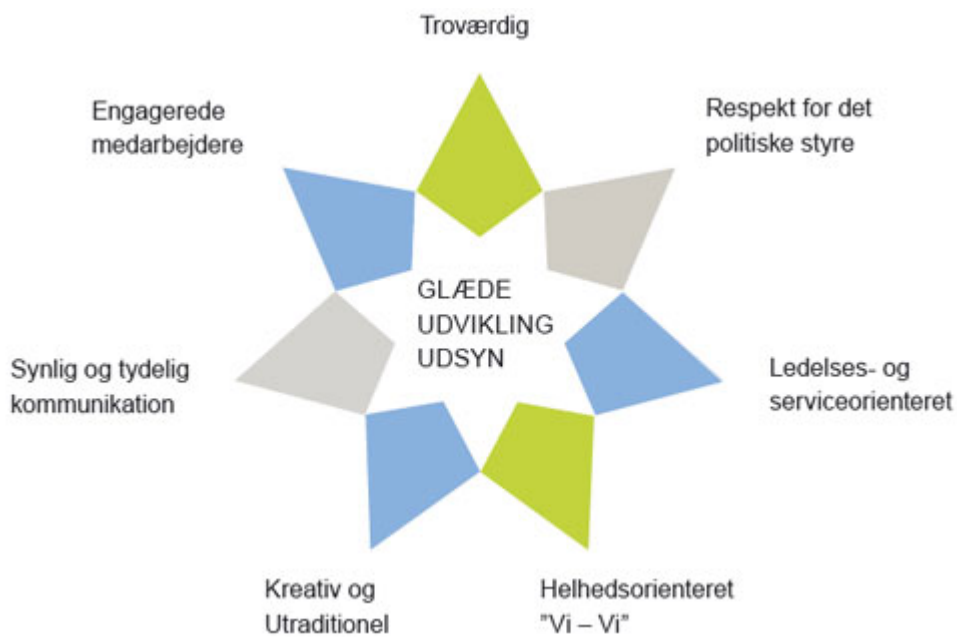 Troværdig
Engagerede
medarbejdere
Respekt for det
politiske styre
GLÆDE
UDVIKLING
UDSYN
Synlig og tydelig
kommunikation
Ledelses- og
serviceorienteret
Kreativ og
Utraditionel
Helhedsorienteret
”Vi – Vi”